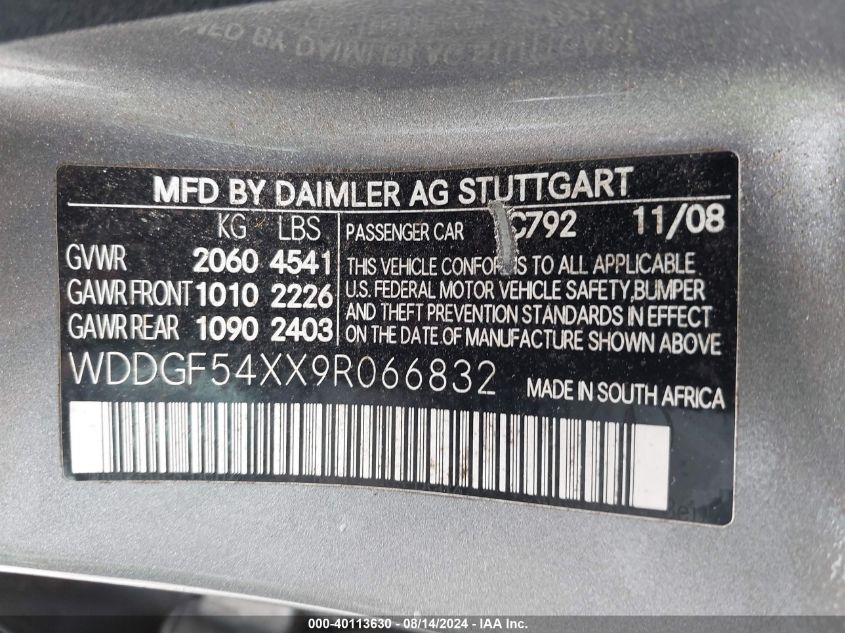 MFD BY DAIMLER AG STUTTGART
KG LBS
GVWR 2060 4541
GAWR FRONT 1010 2226
GAWR REAR 1090 2403
PASSENGER CAR C792 11/08
THIS VEHICLE CONFORMS TO ALL APPLICABLE
U.S. FEDERAL MOTOR VEHICLE SAFETY, BUMPER
AND THEFT PREVENTION STANDARDS IN EFFECT
ON THE DATE OF MANUFACTURE SHOWN ABOVE
WDDGF54XX9R066832
MADE IN SOUTH AFRICA
000-40113630 - 08/14/2024 - IAA Inc.